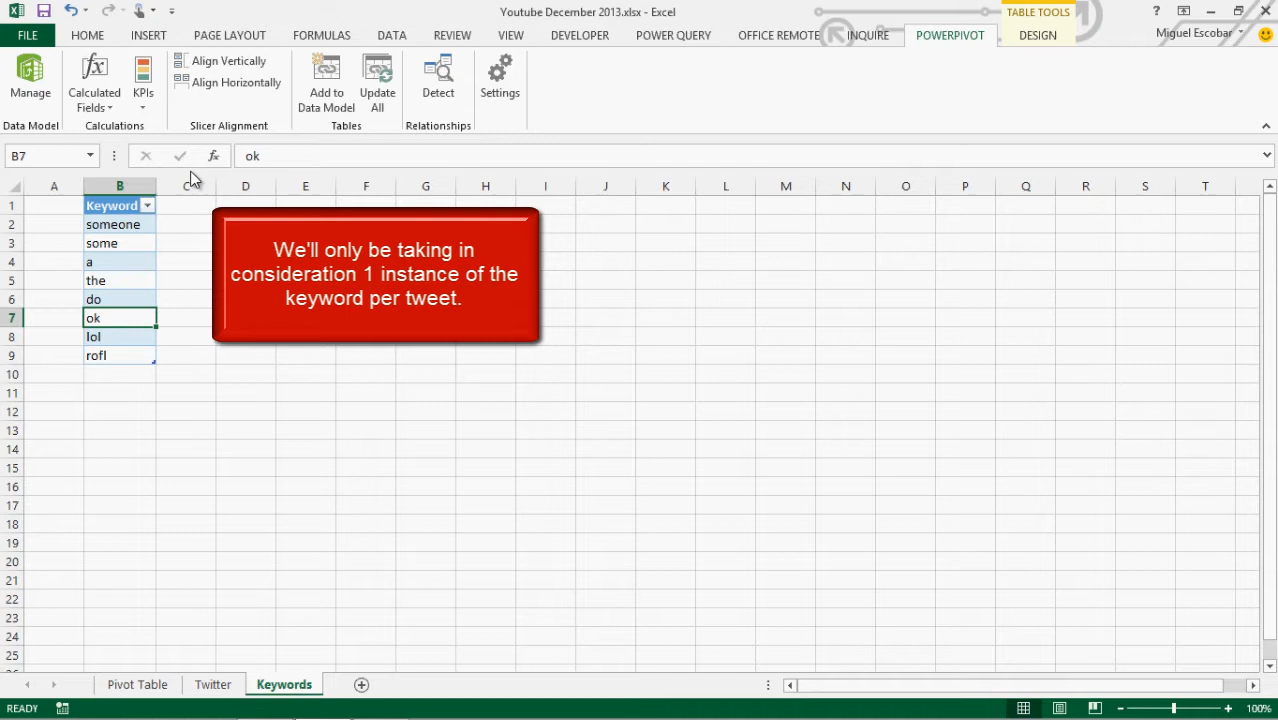 Youtube December 2013.xlsx - Excel
TABLE TOOLS
FILE HOME INSERT PAGE LAYOUT FORMULAS DATA REVIEW VIEW DEVELOPER POWER QUERY OFFICE REMOTE INQUIRE POWERPIVOT DESIGN Miguel Escobar
Manage
Data Model
Calculated Fields
KPIs
Calculations
Align Vertically
Align Horizontally
Slicer Alignment
Add to Data Model
Update All
Tables
Detect
Relationships
Settings
B7 fx ok
A B C D E F G H I J K L M N O P Q R S T
1 Keyword
2 someone
3 some
4 a
5 the
6 do
7 ok
8 lol
9 rofl
10
11
12
13
14
15
16
17
18
19
20
21
22
23
24
25
We'll only be taking in
consideration 1 instance of the
keyword per tweet.
Pivot Table Twitter Keywords
READY 100%